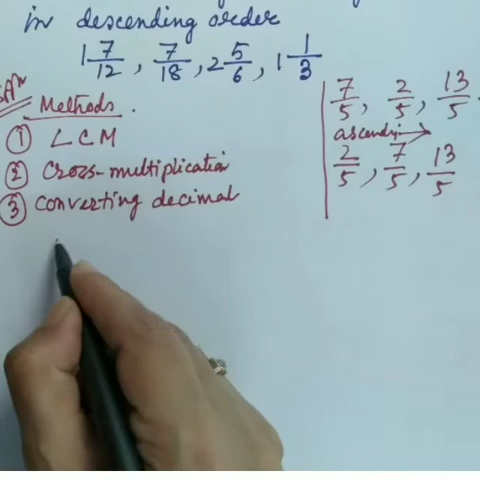 in descending order
1 7/12, 7/18, 2 5/6, 1 1/3
Methods.
① LCM
② Cross-multiplication
③ Converting decimal
7/5, 2/5, 13/5
ascendi→
2/5, 7/5, 13/5